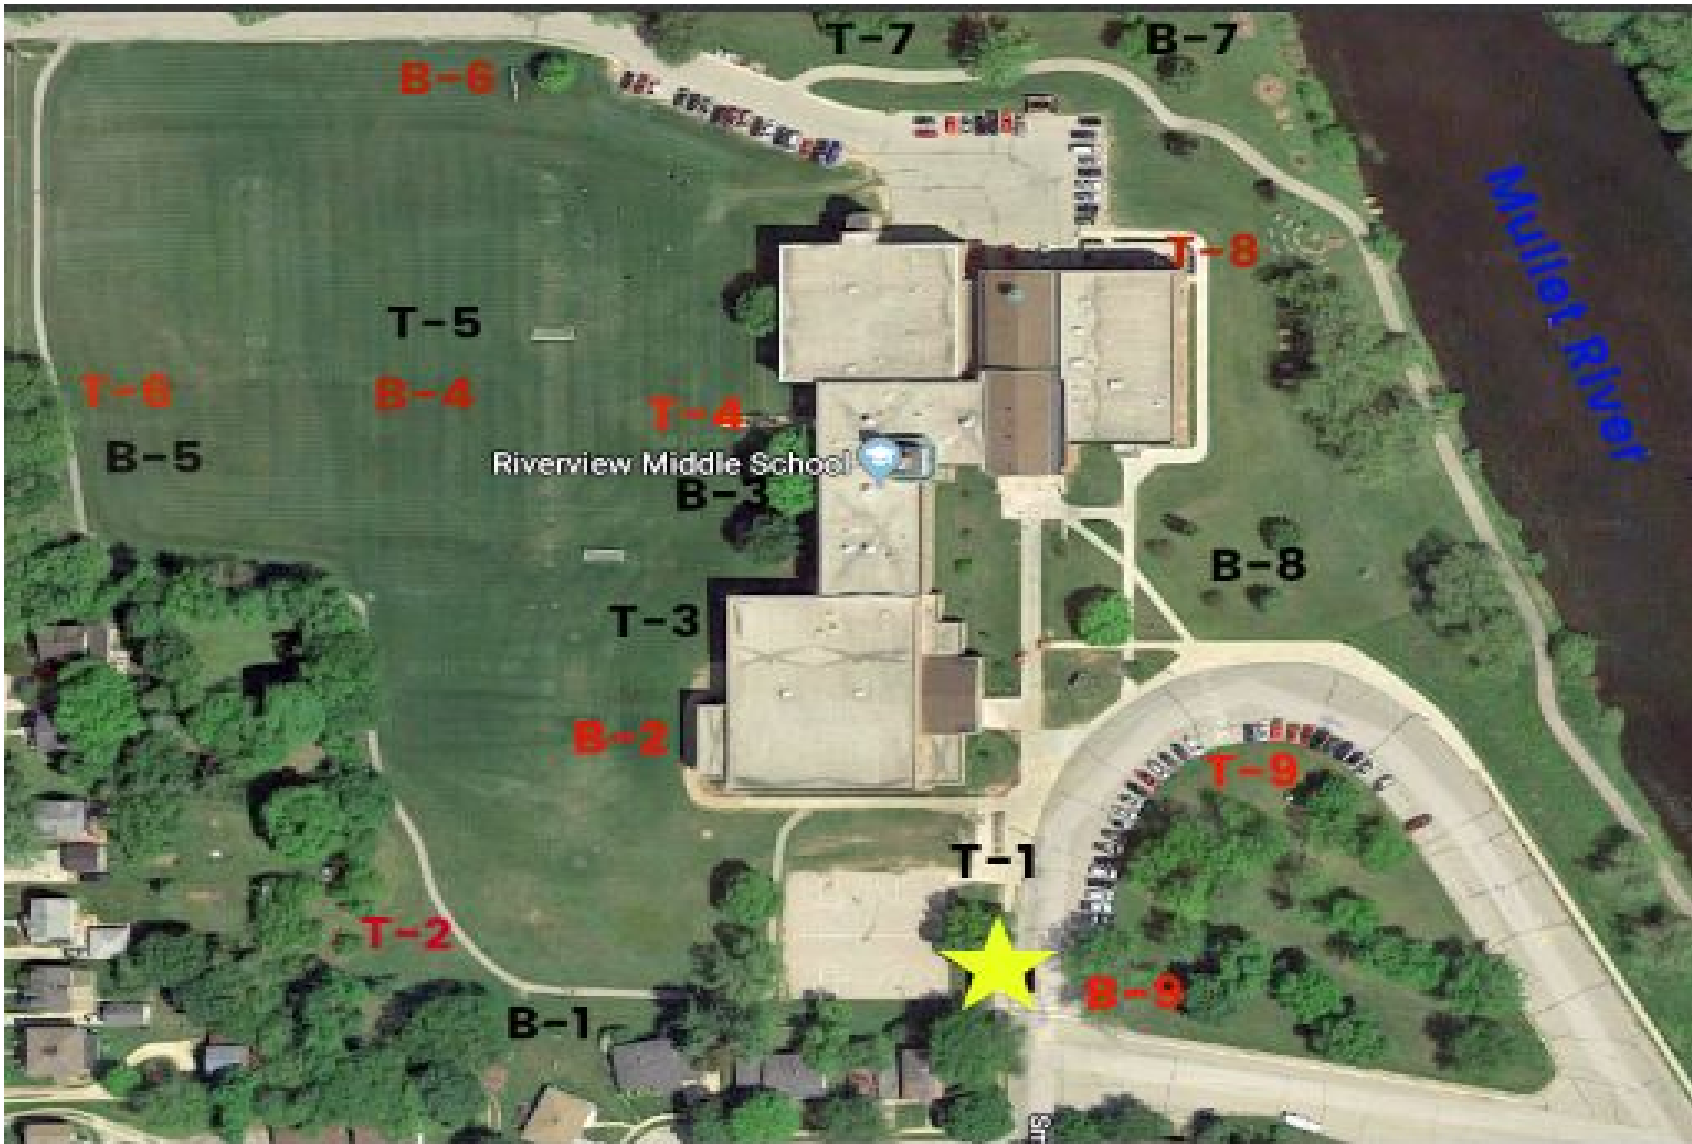 T-7
B-7
B-6
Mullet River
T-8
T-5
T-6
B-4
T-4
B-5
Riverview Middle School
B-3
B-8
T-3
B-2
T-9
T-1
T-2
B-9
B-1